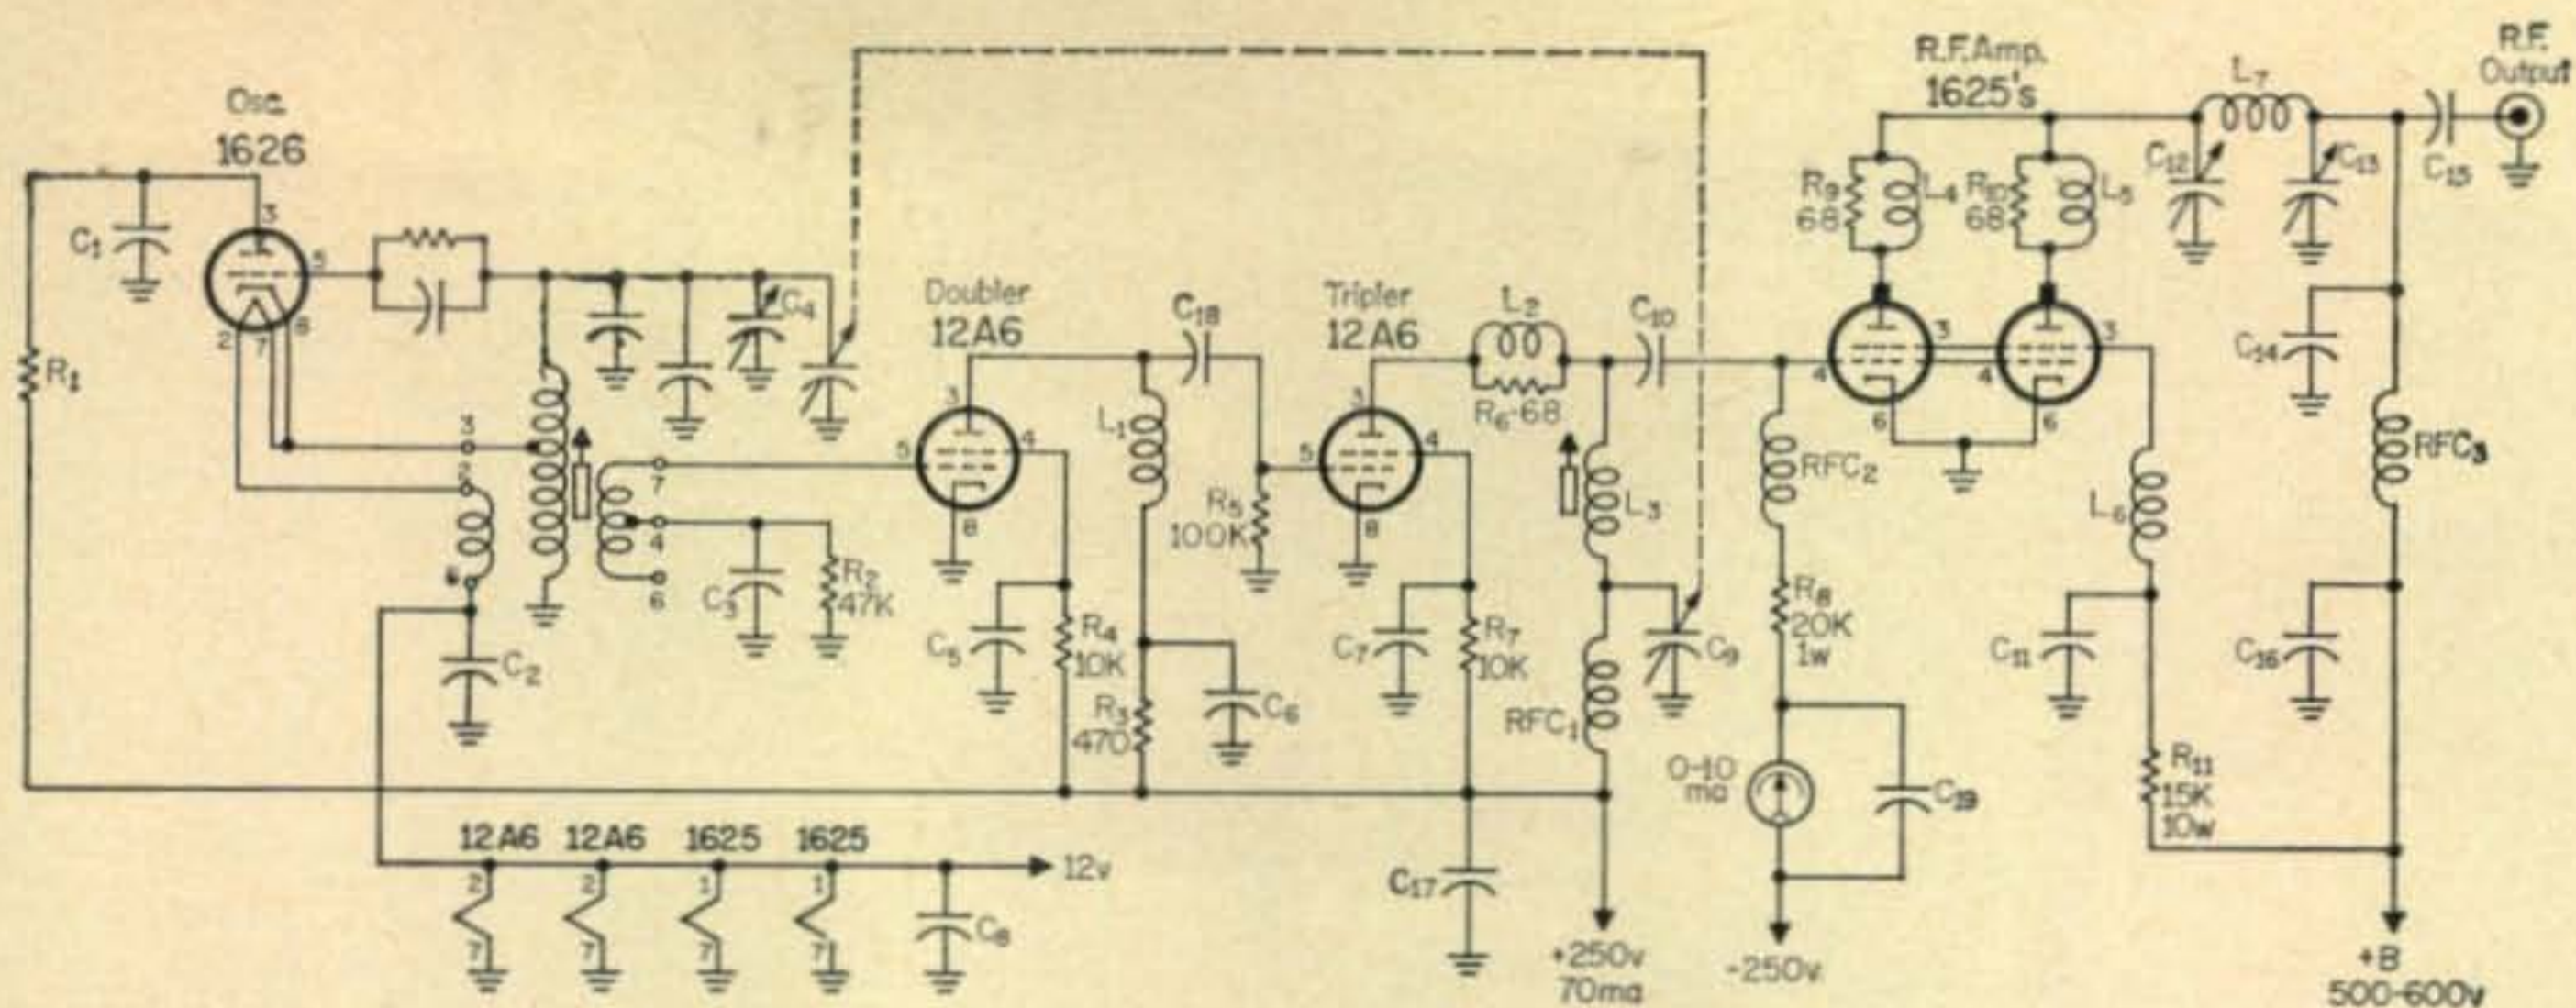 Osc.
1626
C1
3
5
2
7
8
R1
C4
3
2
7
4
6
C2
C3
R2
47K
Doubler
12A6
3
5
4
8
C5
R4
10K
L1
C18
R5
100K
R3
470
C6
Tripler
12A6
3
5
4
8
C7
R7
10K
L2
R6-68
C10
L3
RFC1
C9
C17
+250v
70ma
R.F. Amp.
1625's
R9
68
L4
R10
68
L5
4
3
4
3
6
6
RFC2
R8
20K
1w
0-10
ma
C19
-250v.
L6
C11
R11
15K
10w
L7
C12
C13
C15
R.F.
Output
C14
RFC3
C16
+B
500-600v
12A6
12A6
1625
1625
2
2
1
1
7
7
7
7
C8
12v